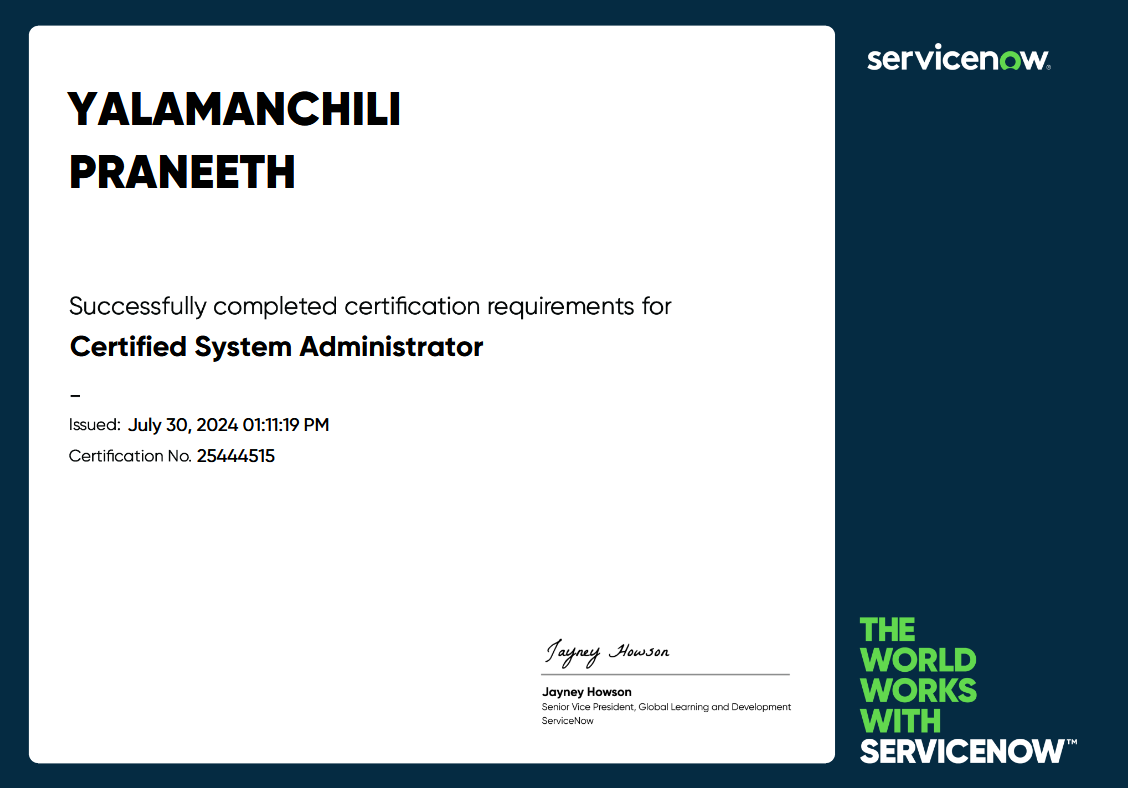 YALAMANCHILI
PRANEETH
Successfully completed certification requirements for
Certified System Administrator
–
Issued: July 30, 2024 01:11:19 PM
Certification No. 25444515
Jayney Howson
Jayney Howson
Senior Vice President, Global Learning and Development
ServiceNow
servicenow®
THE
WORLD
WORKS
WITH
SERVICENOW™